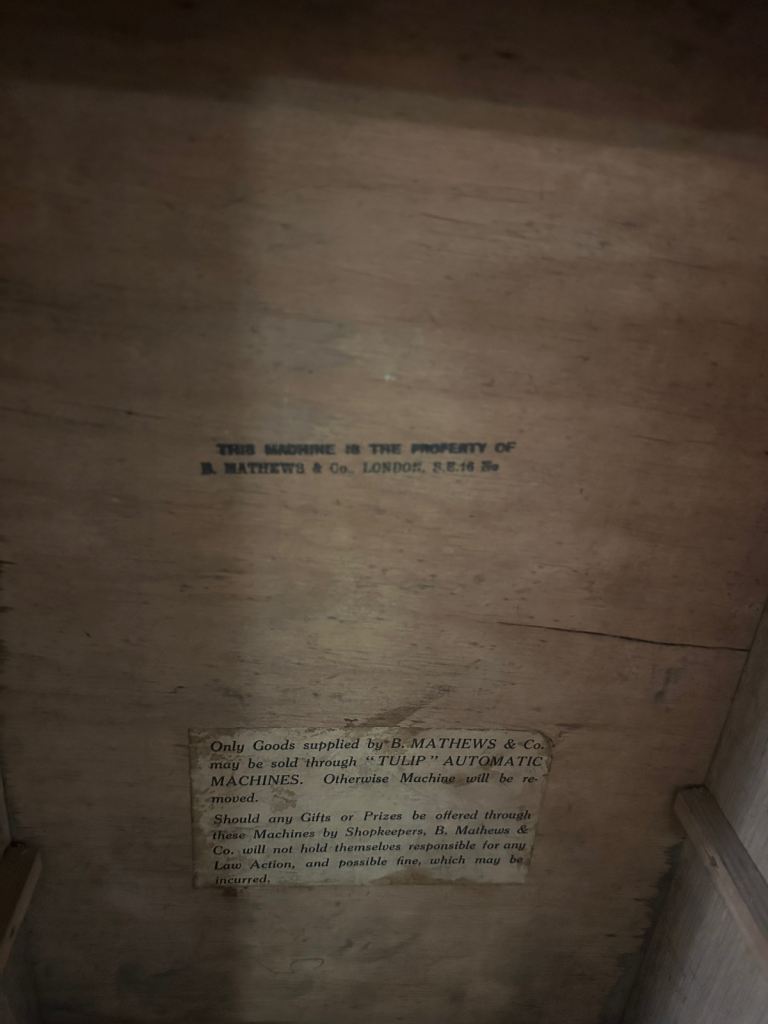 THIS MACHINE IS THE PROPERTY OF
B. MATHEWS & Co., LONDON, S.E.16 No
Only Goods supplied by B. MATHEWS & Co.
may be sold through “TULIP” AUTOMATIC
MACHINES. Otherwise Machine will be re-
moved.
Should any Gifts or Prizes be offered through
these Machines by Shopkeepers, B. Mathews &
Co. will not hold themselves responsible for any
Law Action, and possible fine, which may be
incurred.